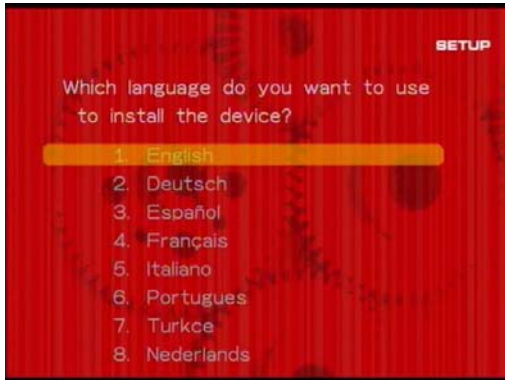 SETUP
Which language do you want to use
to install the device?
1. English
2. Deutsch
3. Español
4. Français
5. Italiano
6. Portugues
7. Turkce
8. Nederlands